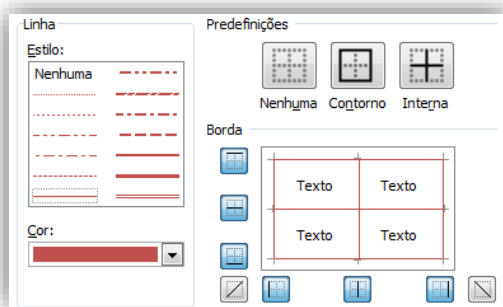 Linha
Estilo:
Nenhuma
Cor:
Predefinições
Nenhuma Contorno Interna
Borda
Texto Texto
Texto Texto